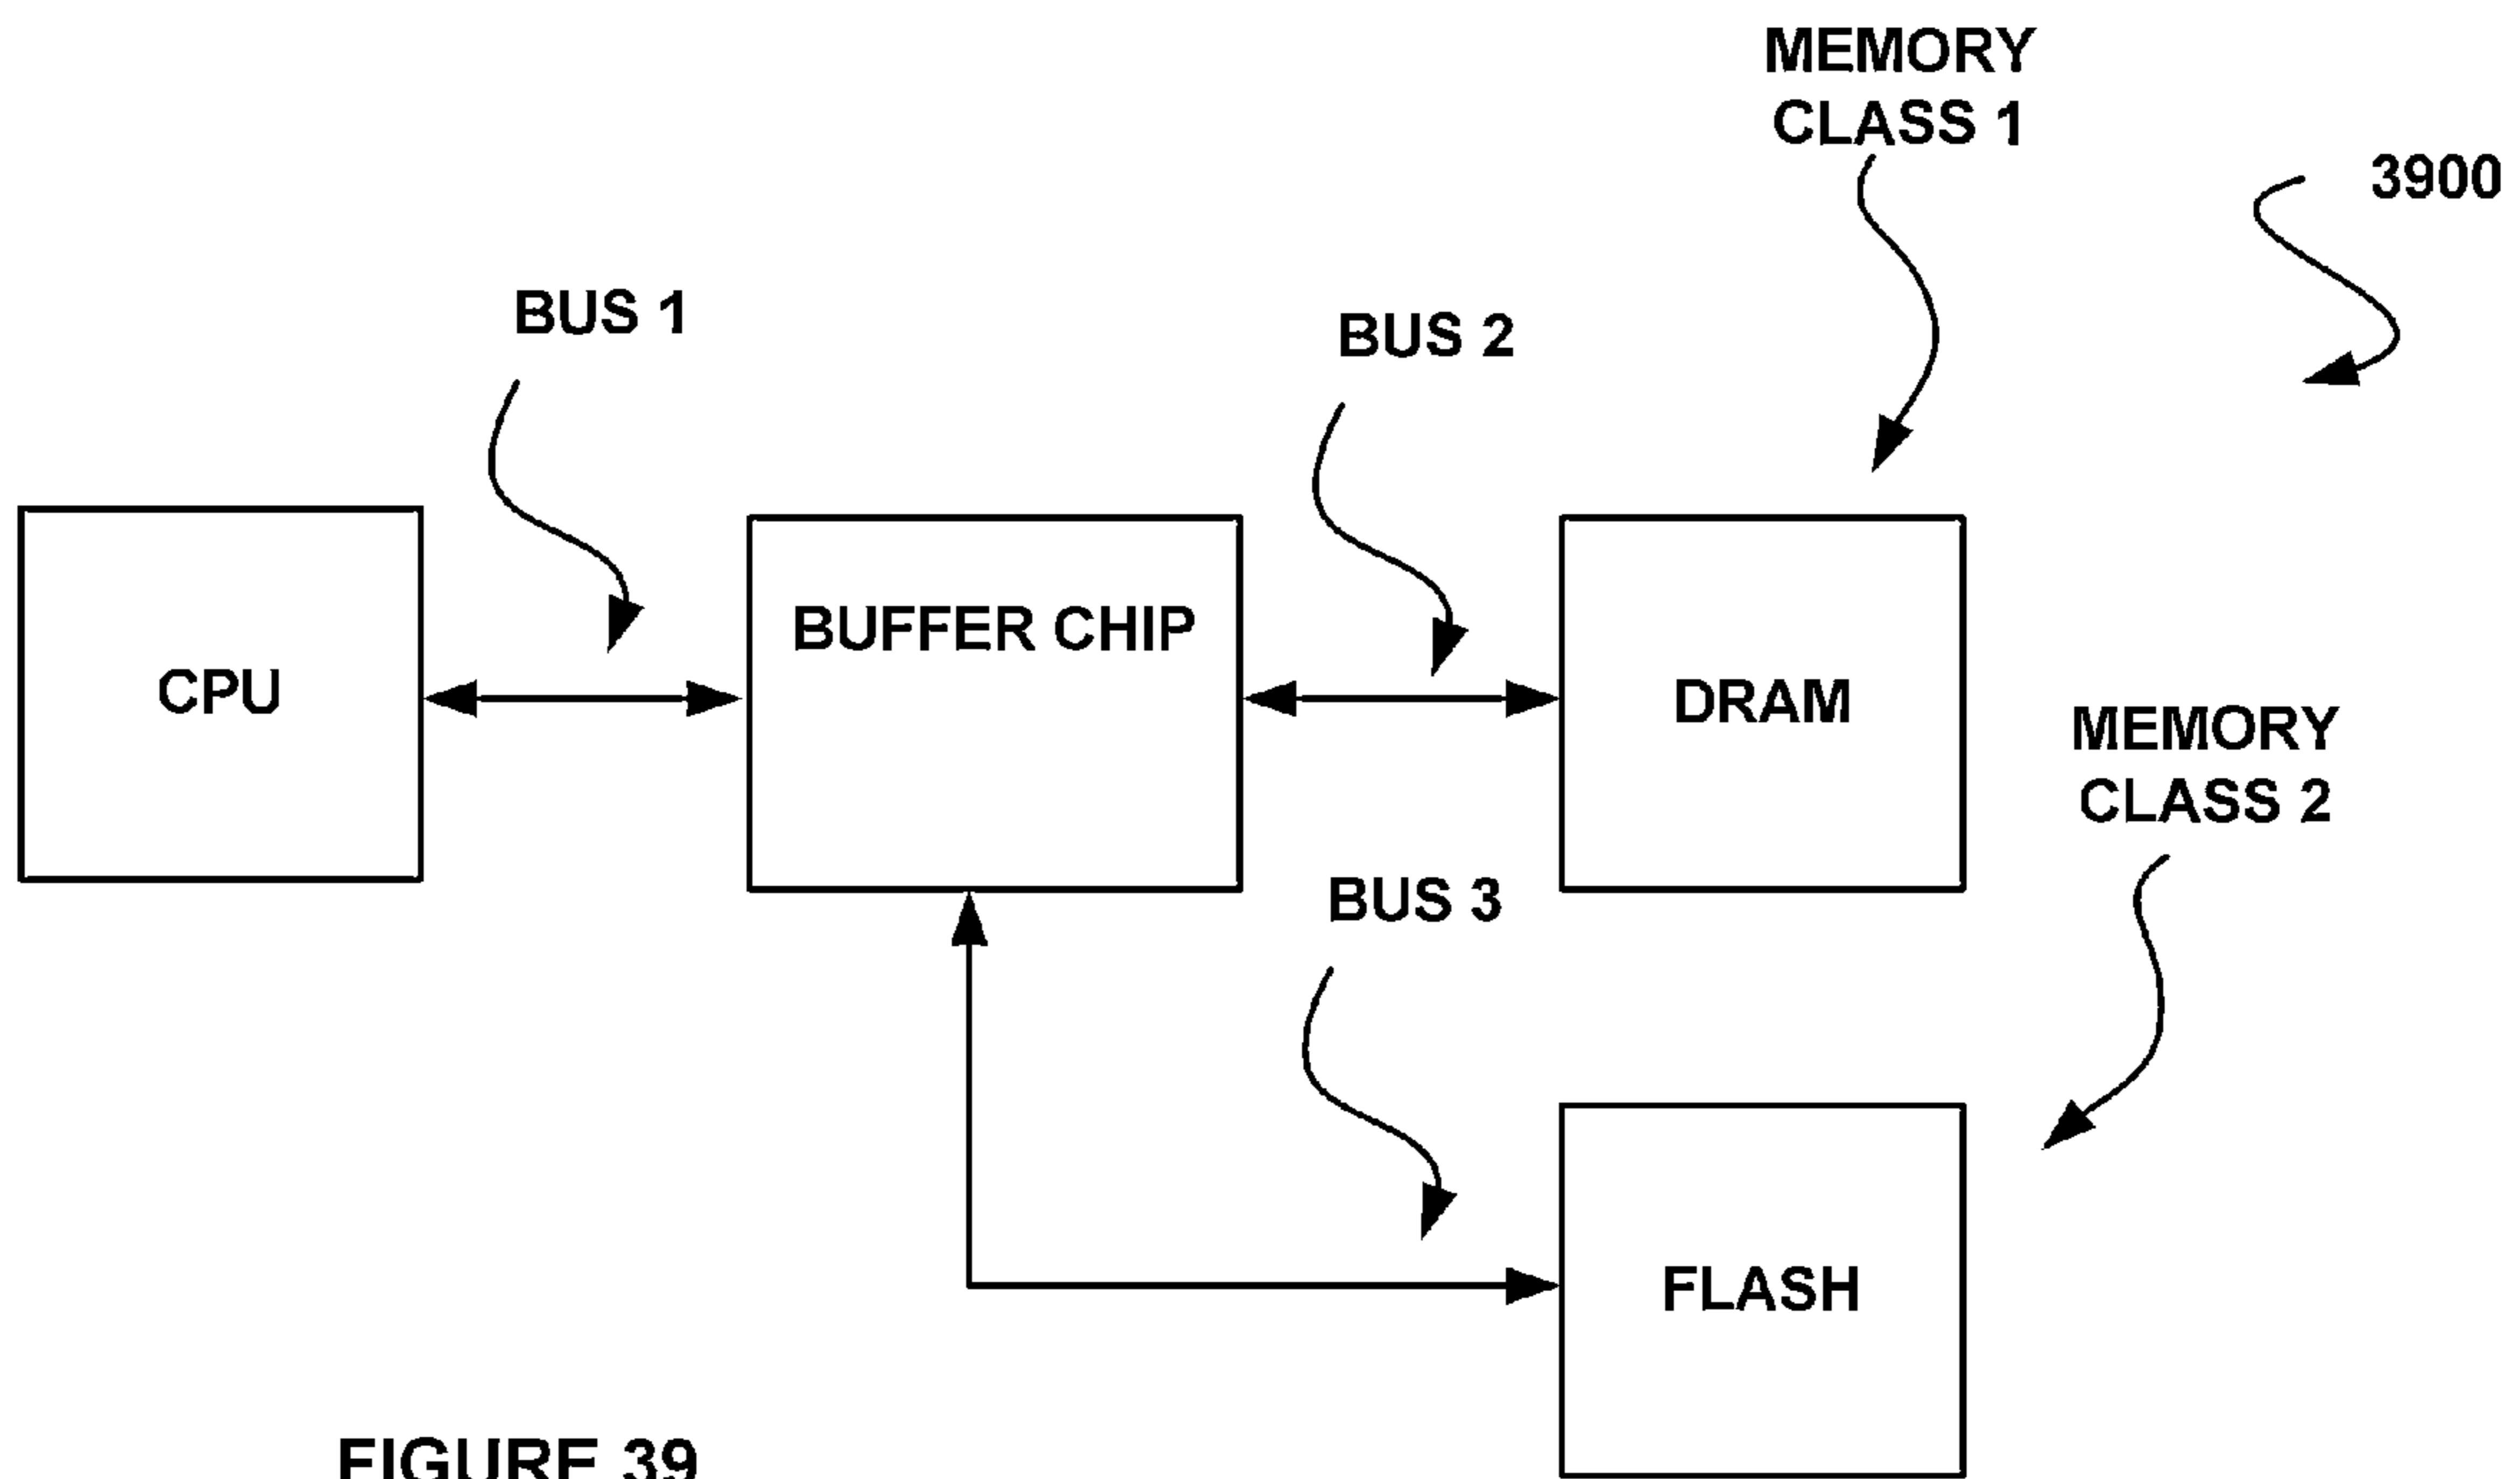 MEMORY
CLASS 1
3900
BUS 1
BUS 2
CPU
BUFFER CHIP
DRAM
MEMORY
CLASS 2
BUS 3
FLASH
FIGURE 39